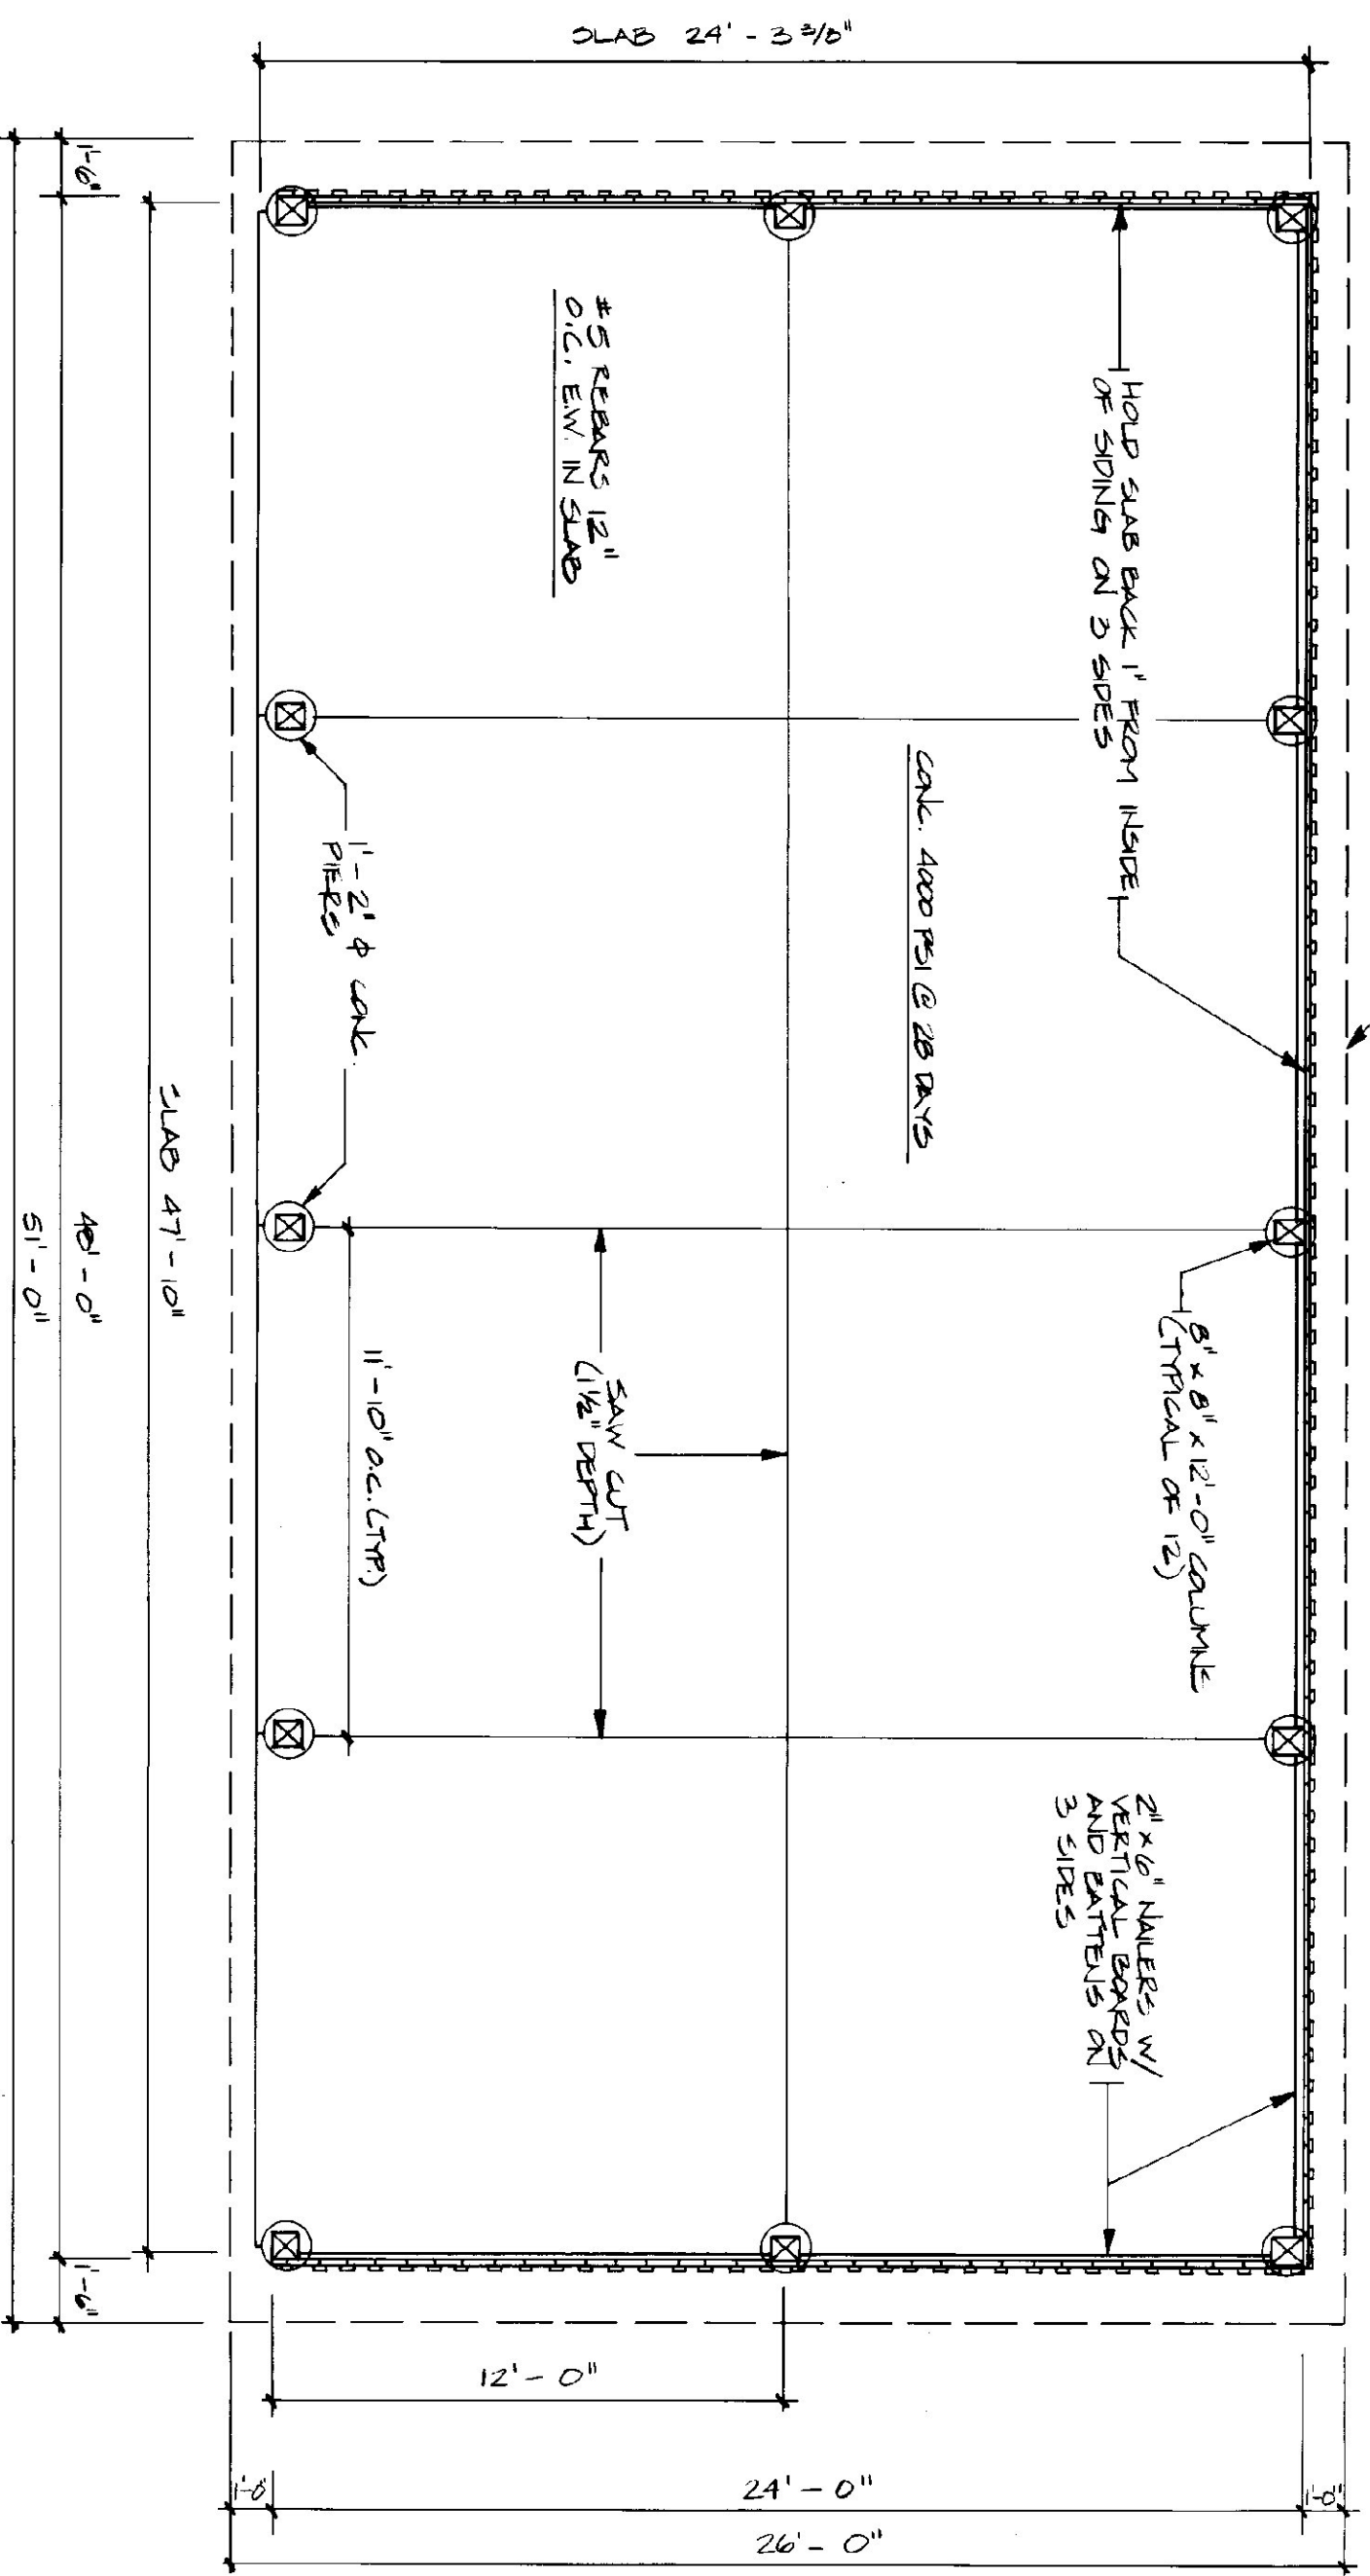 SLAB 24' - 3 3/8"
HOLD SLAB BACK 1" FROM INSIDE
OF SIDING ON 3 SIDES
#5 REBARS 12"
O.C. E.W. IN SLAB
CONC. 4000 PSI @ 28 DAYS
1'-2" Φ CONC.
PIERS
8" x 8" x 12'-0" COLUMNS
(TYPICAL OF 12)
SAW CUT
(1½" DEPTH)
11'-10" O.C. (TYP.)
2" x 6" NAILERS W/
VERTICAL BOARDS
AND BATTENS ON
3 SIDES
SLAB 47'-10"
1'-6"
48'-0"
1'-6"
51'-0"
12'-0"
1'-0"
24'-0"
1'-0"
26'-0"